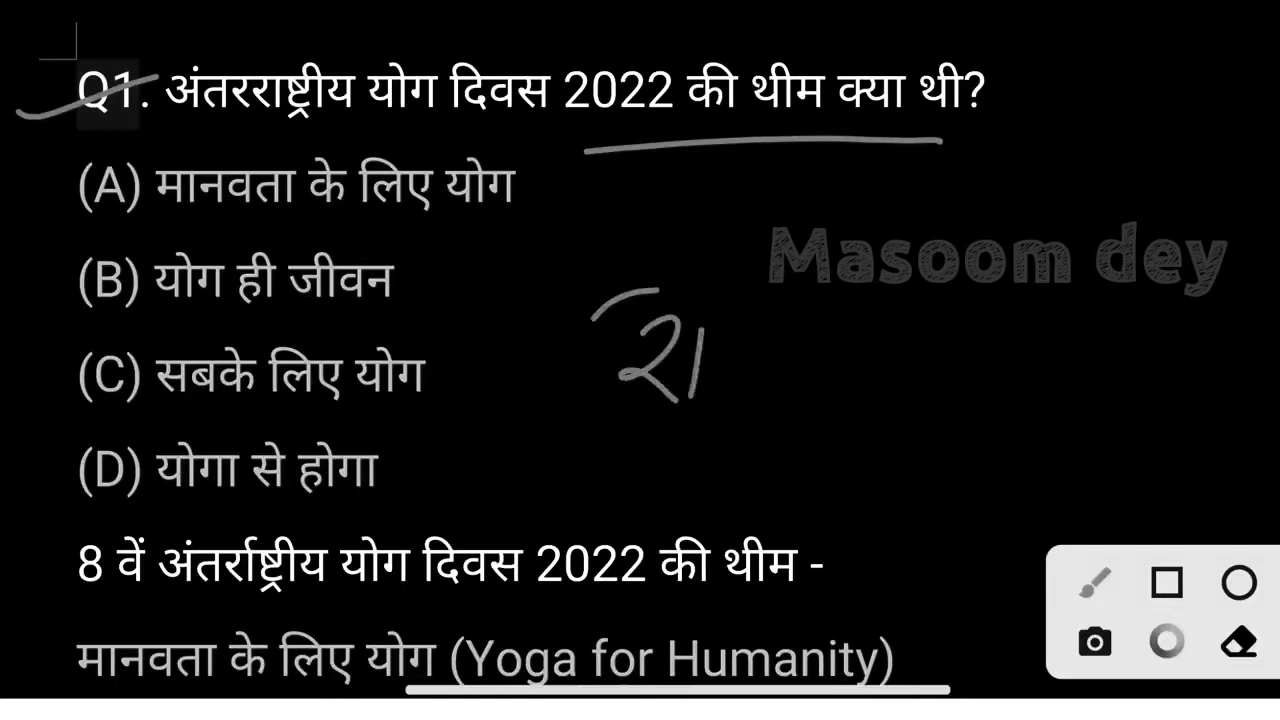 Q1. अंतरराष्ट्रीय योग दिवस 2022 की थीम क्या थी?
(A) मानवता के लिए योग
Masoom dey
(B) योग ही जीवन
(C) सबके लिए योग
(D) योगा से होगा
8 वें अंतर्राष्ट्रीय योग दिवस 2022 की थीम -
मानवता के लिए योग (Yoga for Humanity)